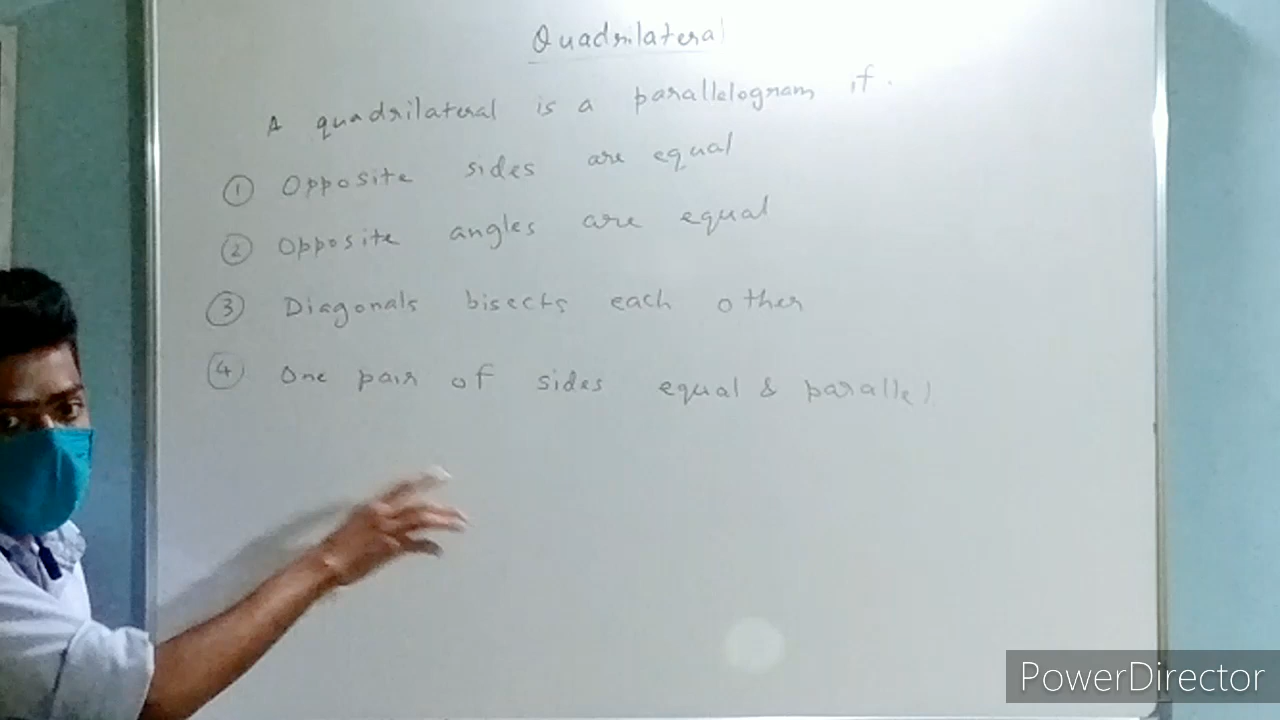 Quadrilateral
A quadrilateral is a parallelogram if.
① Opposite sides are equal
② Opposite angles are equal
③ Diagonals bisects each other
④ One pair of sides equal & parallel
PowerDirector